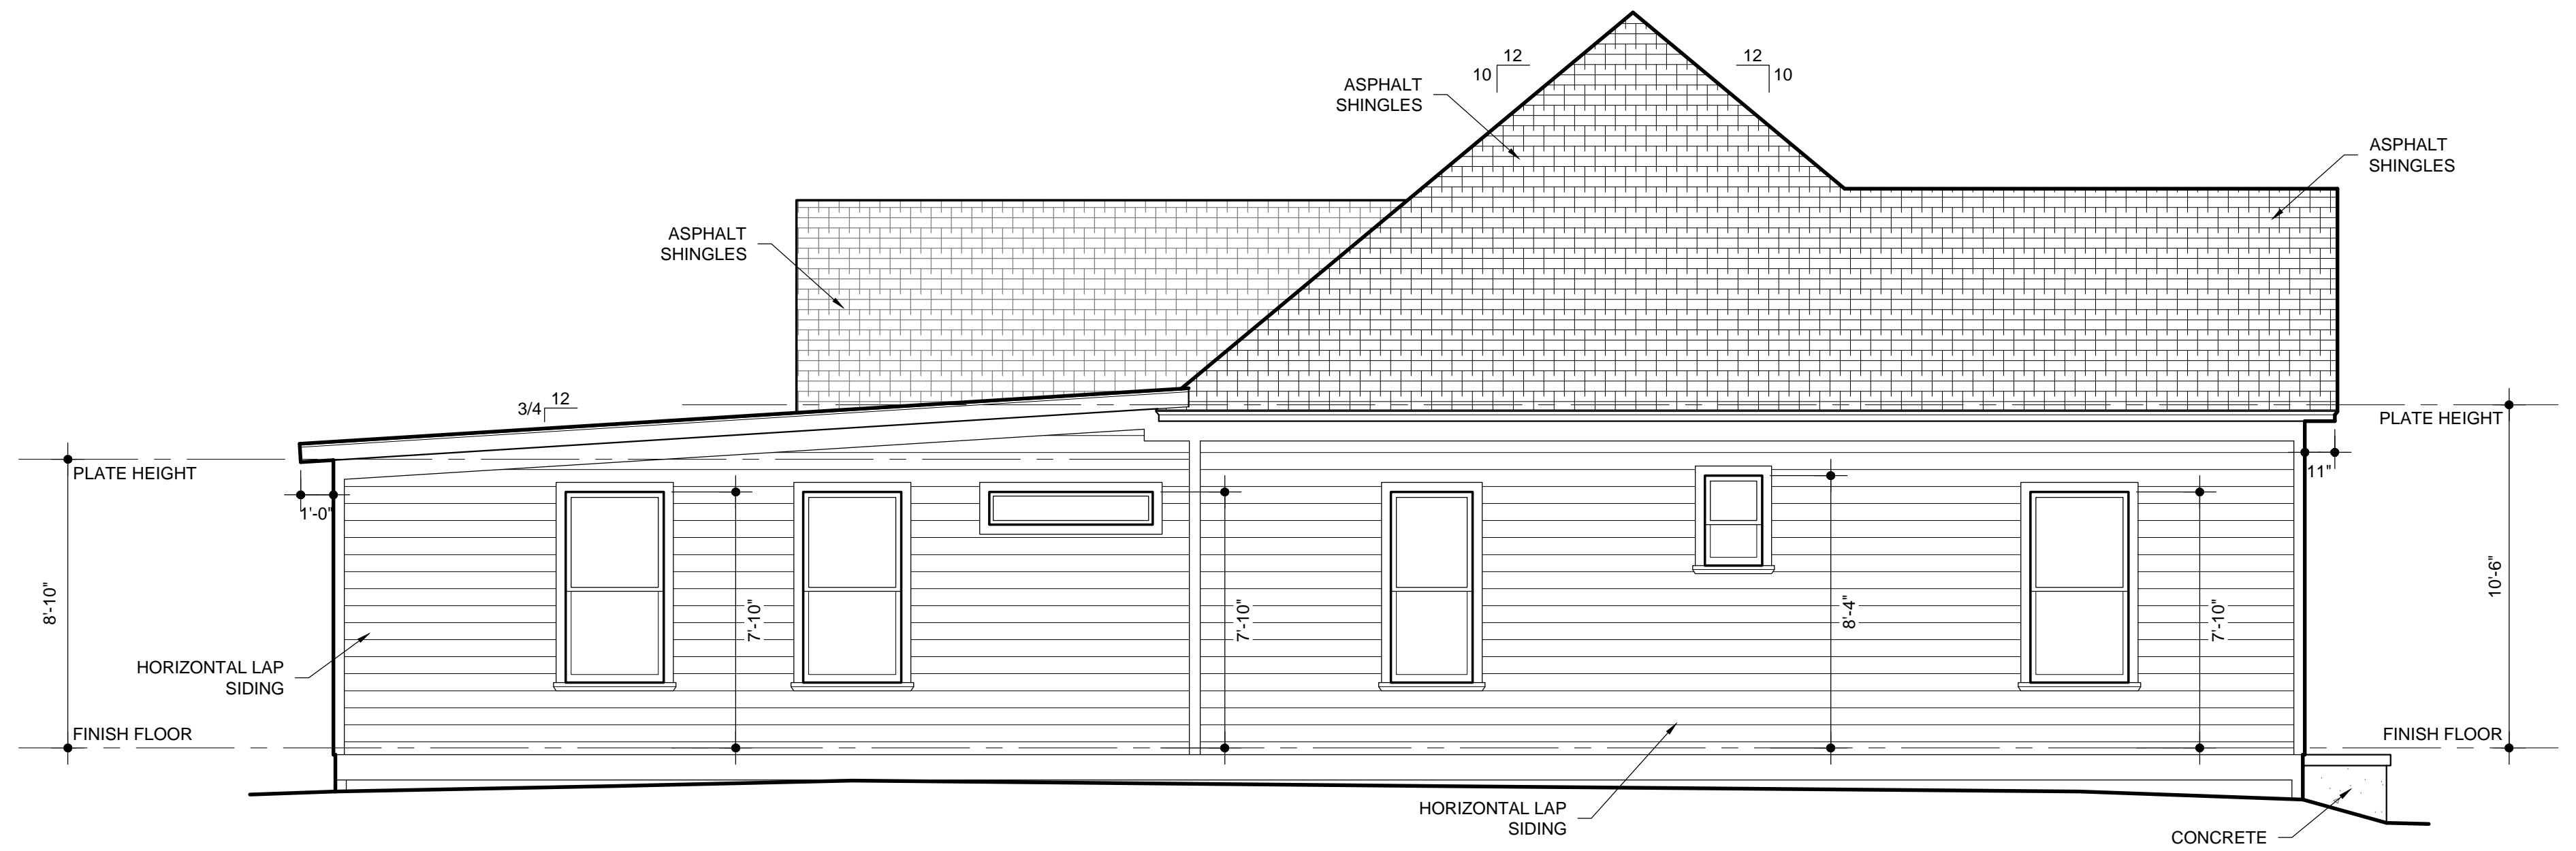 12
10
12
10
ASPHALT
SHINGLES
ASPHALT
SHINGLES
ASPHALT
SHINGLES
12
3/4
PLATE HEIGHT
PLATE HEIGHT
11"
1'-0"
8'-10"
7'-10"
7'-10"
8'-4"
7'-10"
10'-6"
HORIZONTAL LAP
SIDING
FINISH FLOOR
FINISH FLOOR
HORIZONTAL LAP
SIDING
CONCRETE